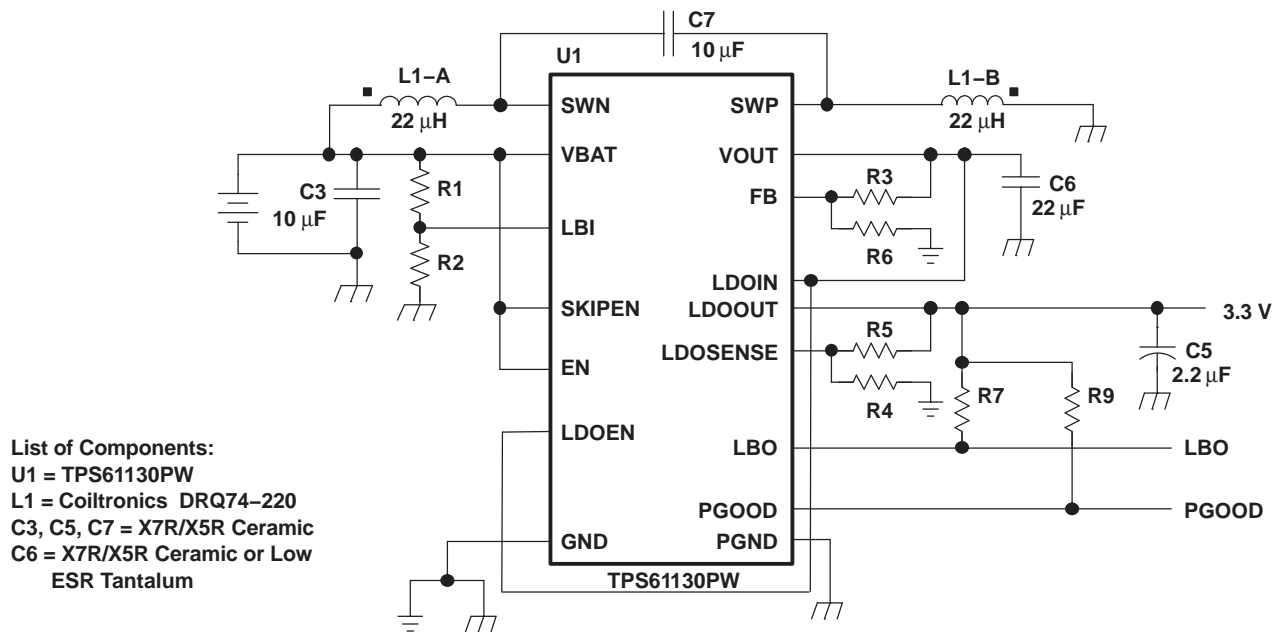 C7
10 µF
U1
L1–A
22 µH
L1–B
22 µH
SWN
SWP
VBAT
VOUT
C3
10 µF
R1
R3
FB
C6
22 µF
LBI
R6
R2
LDOIN
SKIPEN
LDOOUT
3.3 V
R5
LDOSENSE
C5
2.2 µF
EN
R4
R7
R9
LDOEN
LBO
LBO
List of Components:
U1 = TPS61130PW
L1 = Coiltronics DRQ74–220
C3, C5, C7 = X7R/X5R Ceramic
C6 = X7R/X5R Ceramic or Low
ESR Tantalum
PGOOD
PGOOD
GND
PGND
TPS61130PW